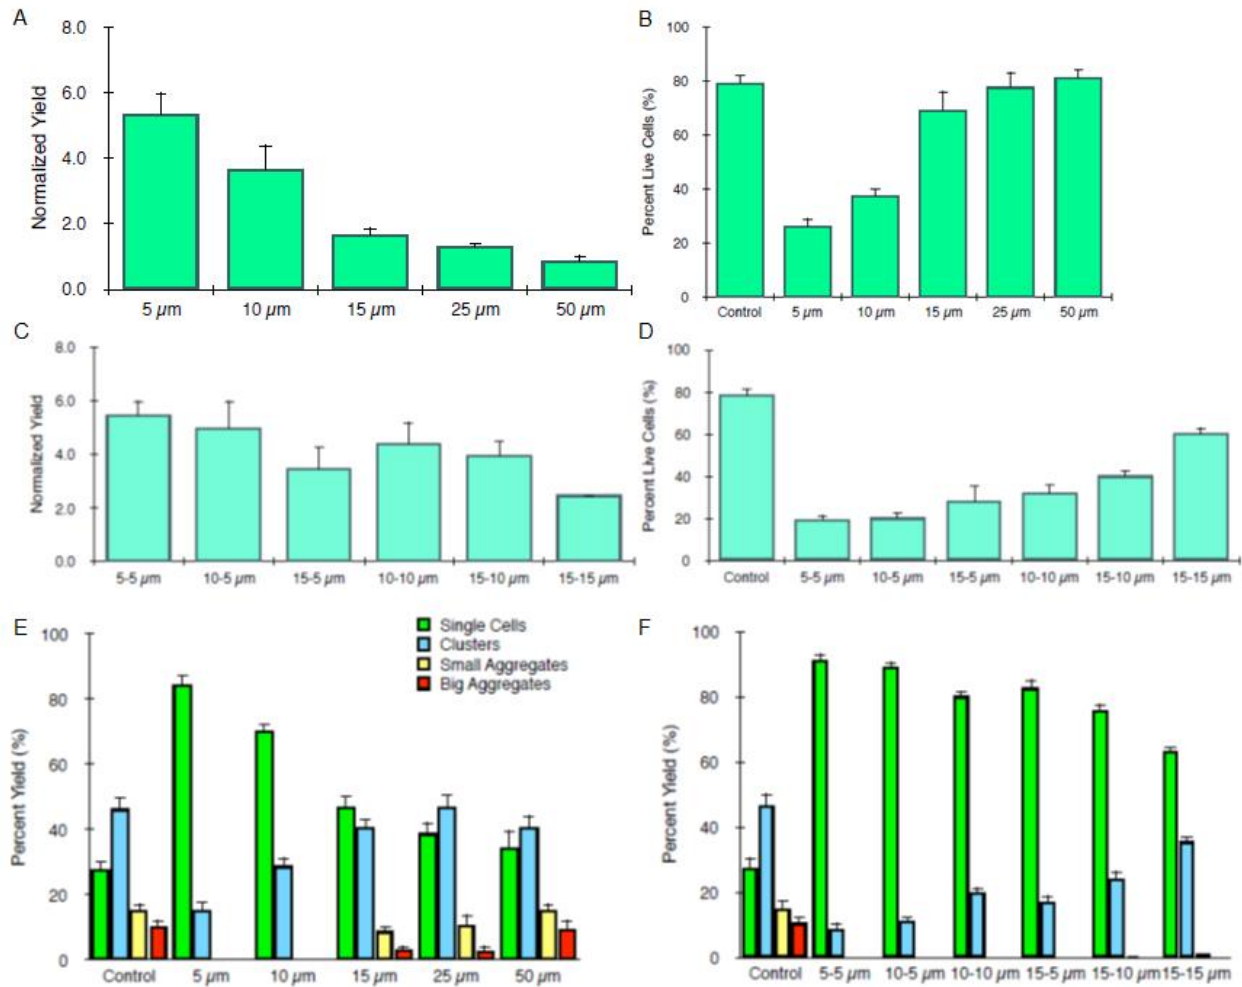 A
8.0
6.0
4.0
2.0
0.0
Normalized Yield
5 µm 10 µm 15 µm 25 µm 50 µm
B
100
80
60
40
20
0
Percent Live Cells (%)
Control 5 µm 10 µm 15 µm 25 µm 50 µm
C
8.0
6.0
4.0
2.0
0.0
Normalized Yield
5-5 µm 10-5 µm 15-5 µm 10-10 µm 15-10 µm 15-15 µm
D
100
80
60
40
20
0
Percent Live Cells (%)
Control 5-5 µm 10-5 µm 15-5 µm 10-10 µm 15-10 µm 15-15 µm
E
100
80
60
40
20
0
Percent Yield (%)
Single Cells
Clusters
Small Aggregates
Big Aggregates
Control 5 µm 10 µm 15 µm 25 µm 50 µm
F
100
80
60
40
20
0
Percent Yield (%)
Control 5-5 µm 10-5 µm 10-10 µm 15-5 µm 15-10 µm 15-15 µm